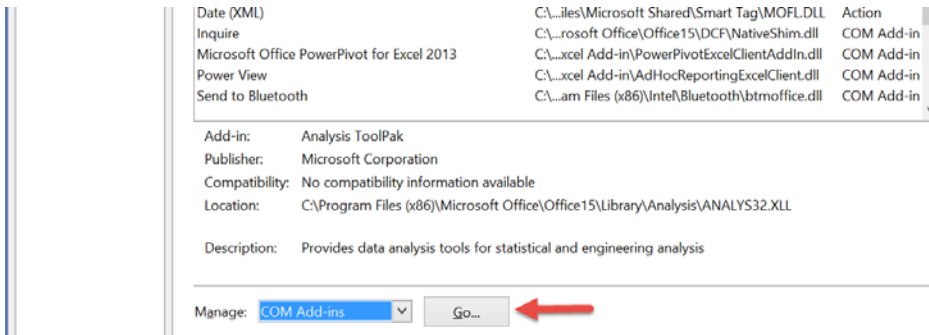 Date (XML) C:\...iles\Microsoft Shared\Smart Tag\MOFL.DLL Action
Inquire C:\...rosoft Office\Office15\DCF\NativeShim.dll COM Add-in
Microsoft Office PowerPivot for Excel 2013 C:\...xcel Add-in\PowerPivotExcelClientAddIn.dll COM Add-in
Power View C:\...xcel Add-in\AdHocReportingExcelClient.dll COM Add-in
Send to Bluetooth C:\...am Files (x86)\Intel\Bluetooth\btmoffice.dll COM Add-in
Add-in: Analysis ToolPak
Publisher: Microsoft Corporation
Compatibility: No compatibility information available
Location: C:\Program Files (x86)\Microsoft Office\Office15\Library\Analysis\ANALYS32.XLL
Description: Provides data analysis tools for statistical and engineering analysis
Manage: COM Add-ins Go...